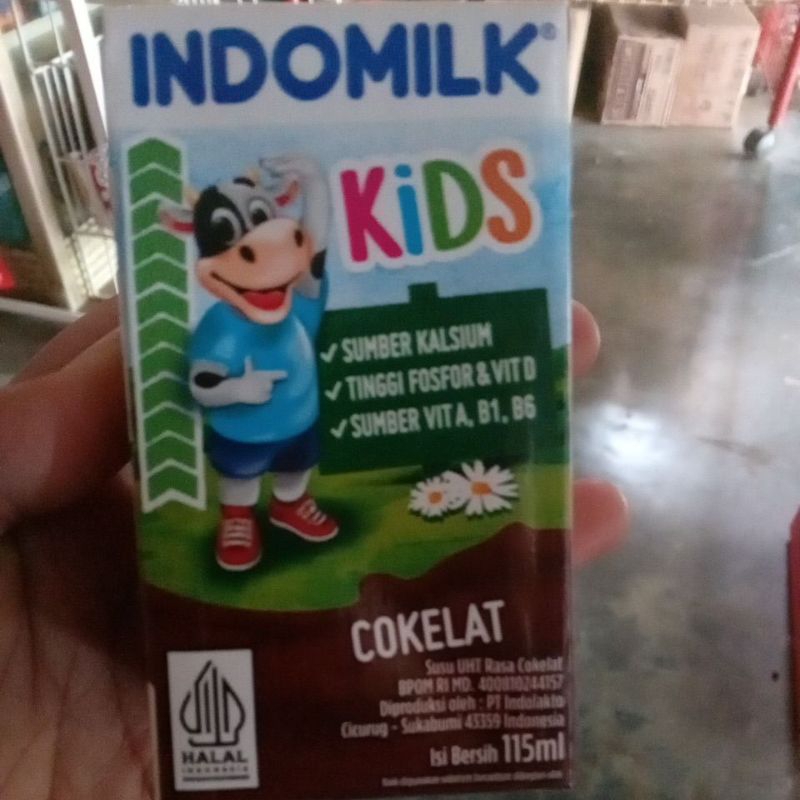 INDOMILK®
KiDS
SUMBER KALSIUM
TINGGI FOSFOR & VIT D
SUMBER VIT A, B1, B6
COKELAT
Susu UHT Rasa Cokelat
BPOM RI MD. 400810244157
Diproduksi oleh : PT Indolakto
Cicurug - Sukabumi 43359 Indonesia
Isi Bersih 115ml
HALAL
INDONESIA